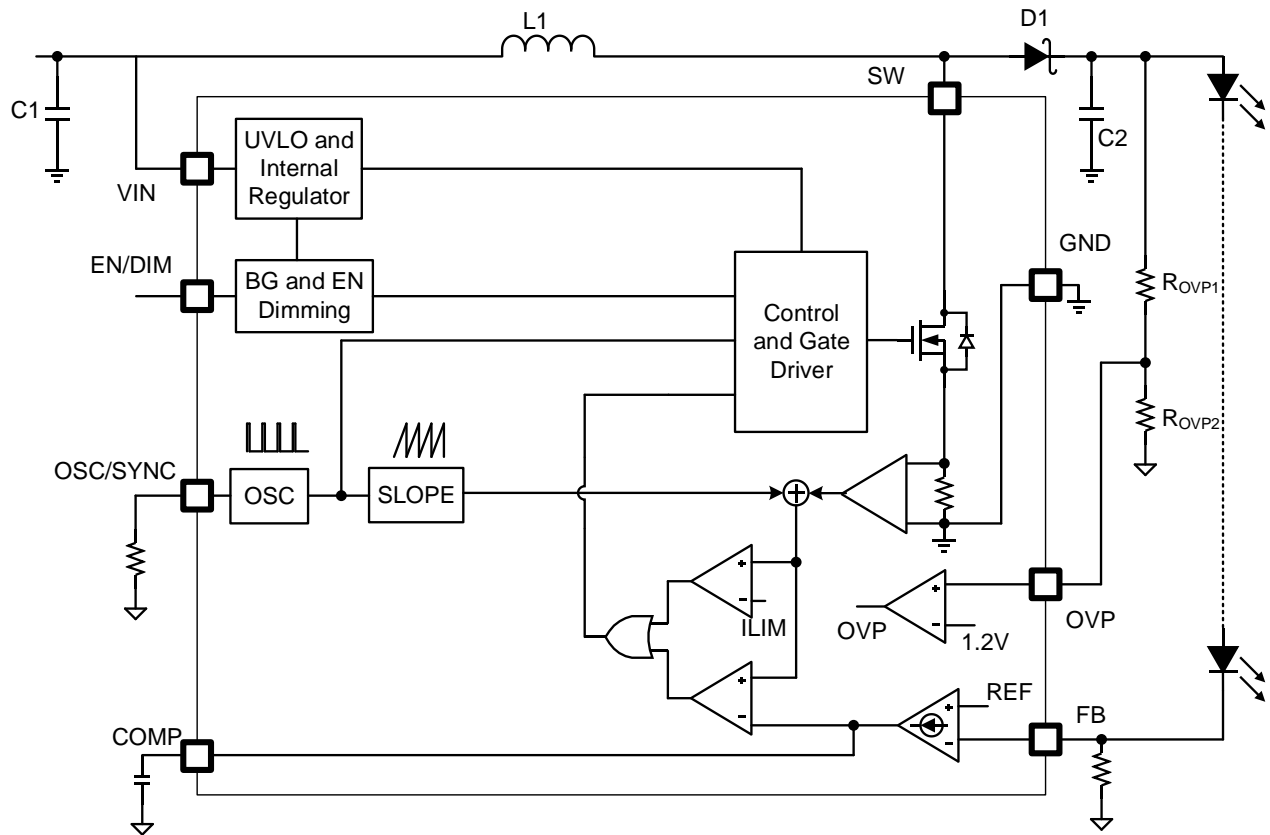 L1
D1
SW
C1
C2
UVLO and
Internal
Regulator
VIN
GND
EN/DIM
BG and EN
Dimming
Control
and Gate
Driver
ROVP1
ROVP2
OSC/SYNC
OSC
SLOPE
+
-
ILIM
OVP
+
-
1.2V
OVP
+
-
REF
+
-
FB
COMP